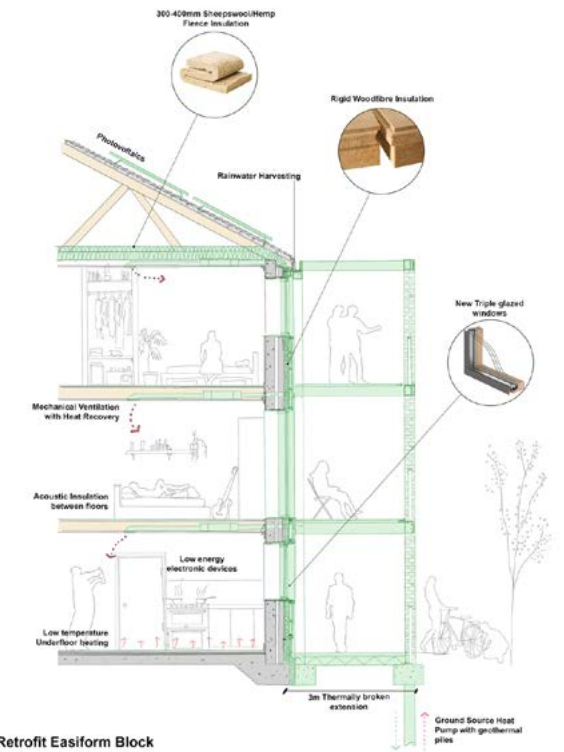 300-400mm Sheepswool/Hemp
Fleece Insulation
Rigid Woodfibre Insulation
Photovoltaics
Rainwater Harvesting
New Triple glazed
windows
Mechanical Ventilation
with Heat Recovery
Acoustic Insulation
between floors
Low energy
electronic devices
Low temperature
Underfloor heating
3m Thermally broken
extension
Ground Source Heat
Pump with geothermal
piles
Retrofit Easiform Block